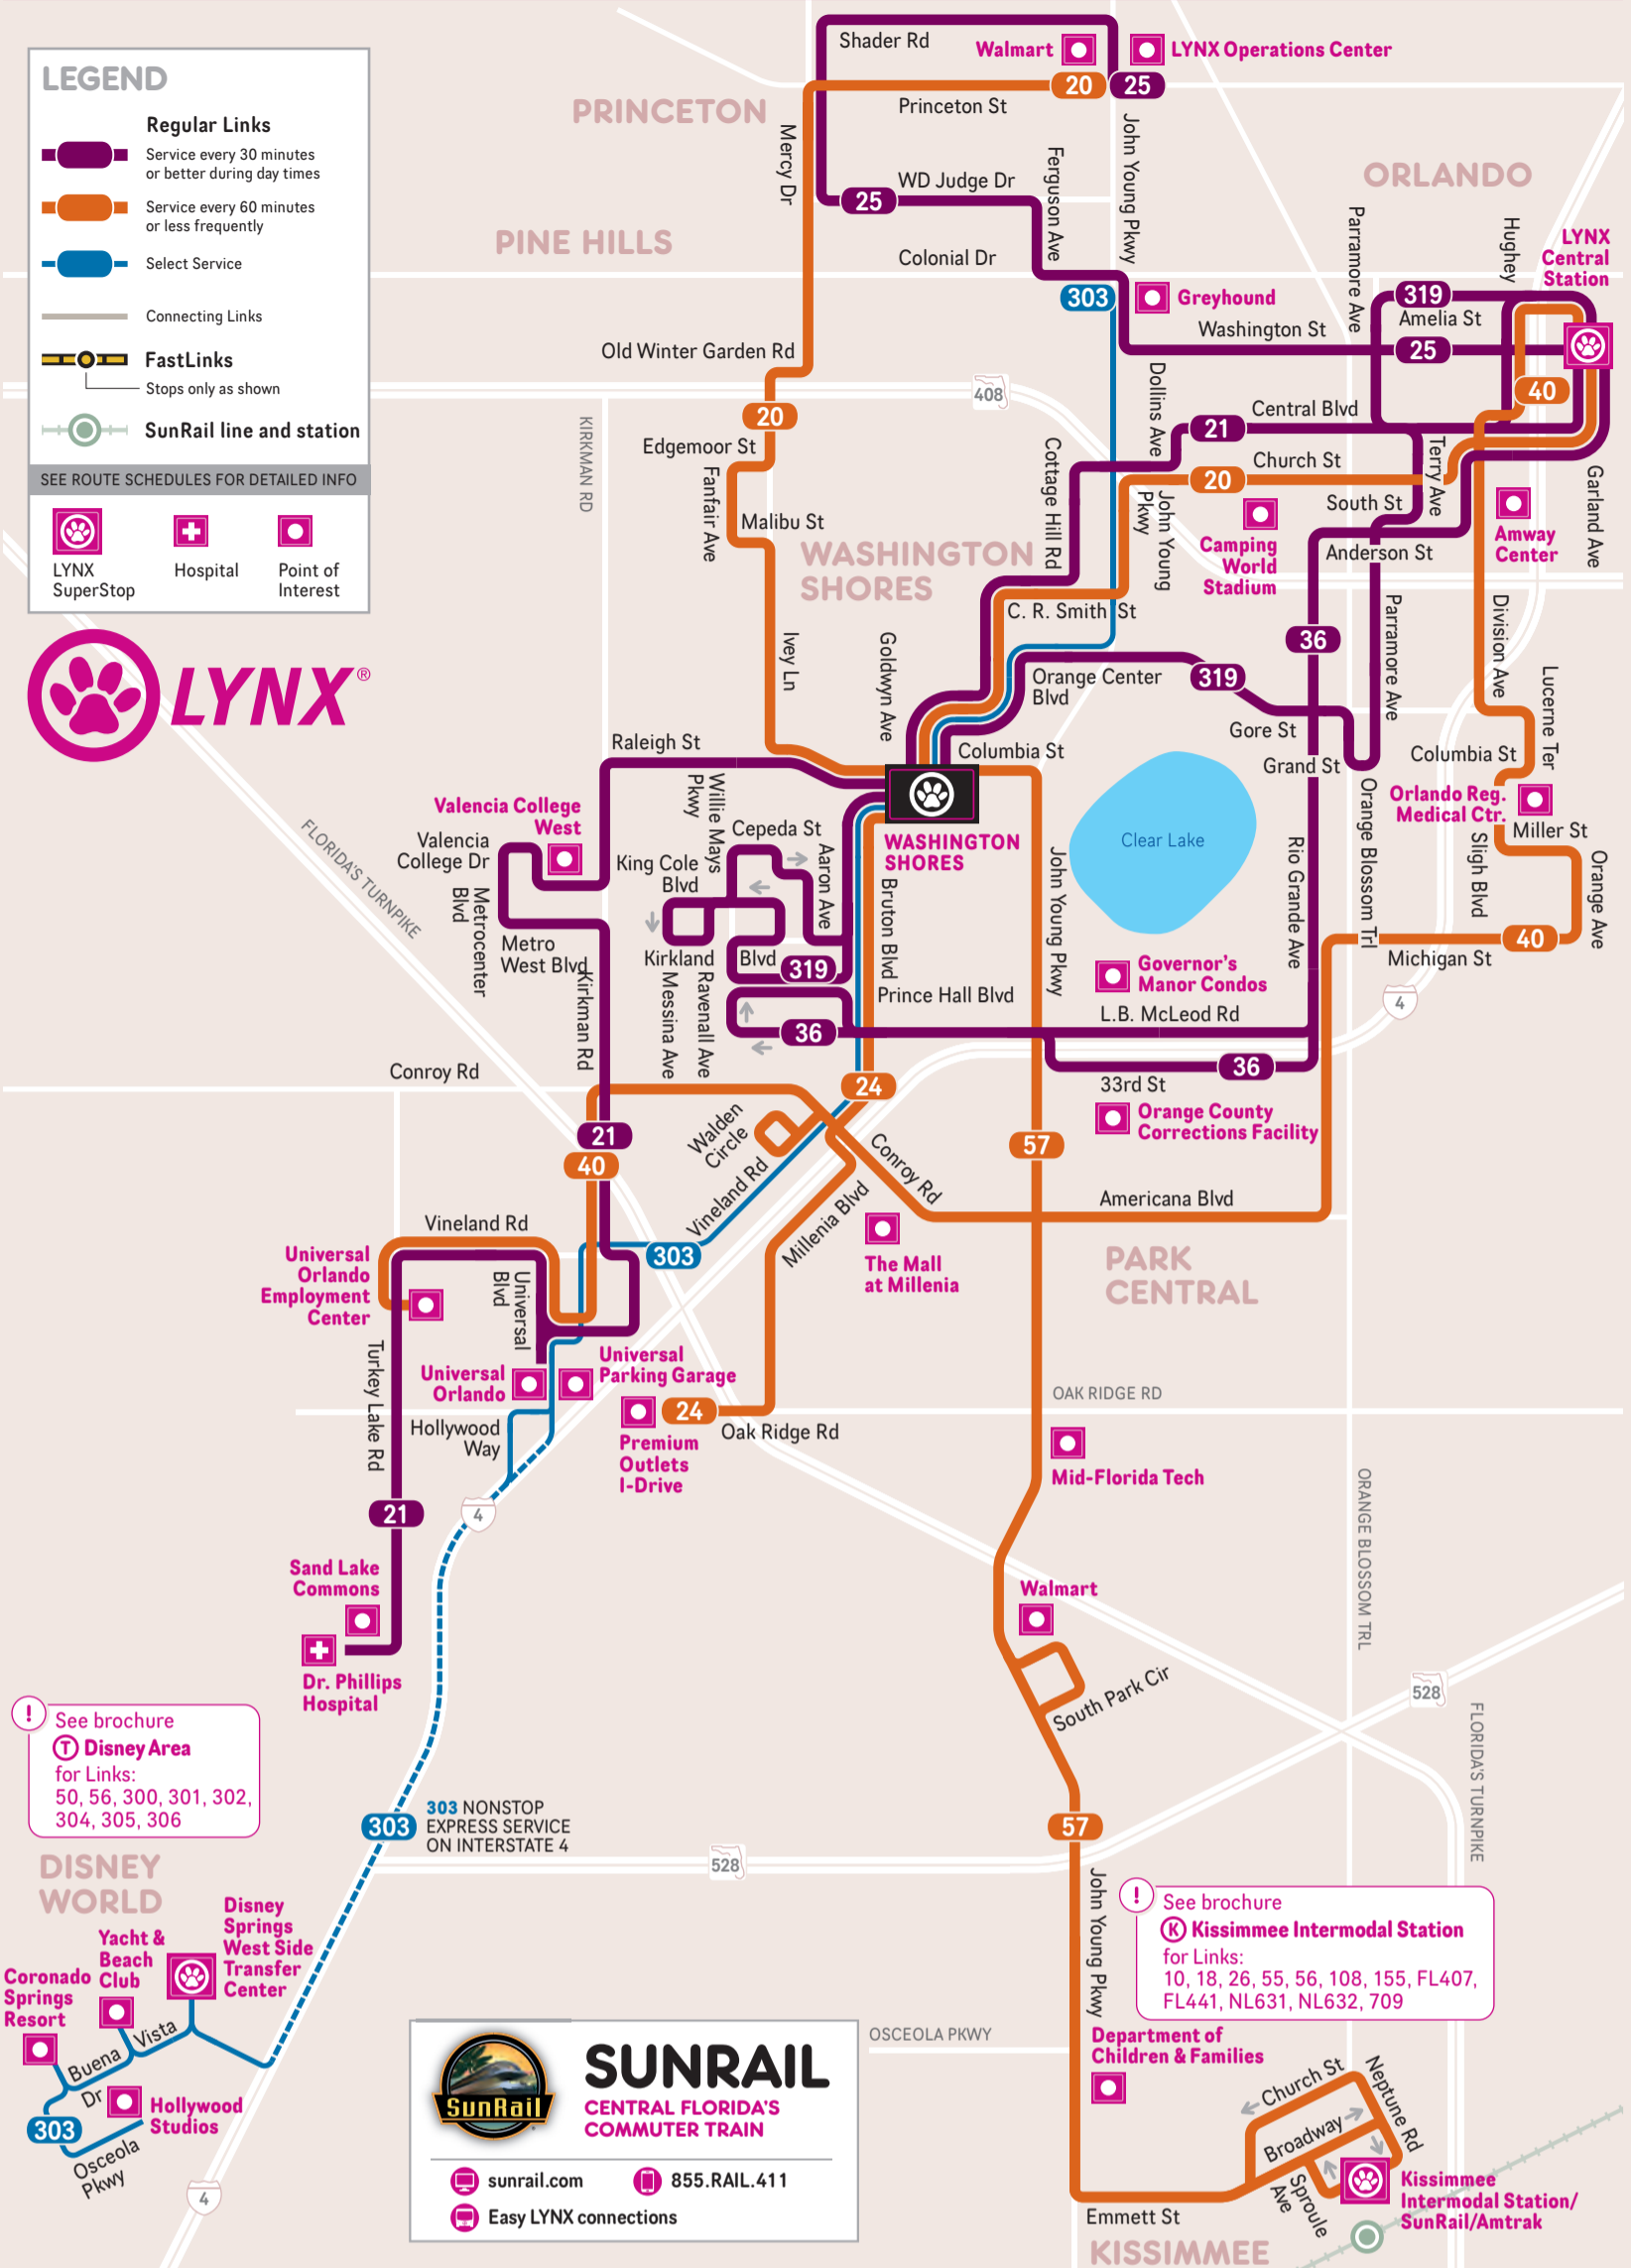 LEGEND
Regular Links
Service every 30 minutes
or better during day times
Service every 60 minutes
or less frequently
Select Service
Connecting Links
FastLinks
Stops only as shown
SunRail line and station
SEE ROUTE SCHEDULES FOR DETAILED INFO
LYNX
SuperStop
Hospital
Point of
Interest
LYNX®
Shader Rd
Walmart
LYNX Operations Center
20
25
Princeton St
PRINCETON
Mercy Dr
Ferguson Ave
John Young Pkwy
ORLANDO
WD Judge Dr
25
PINE HILLS
Colonial Dr
Parramore Ave
Hughey
LYNX
Central
Station
303
Greyhound
319
Amelia St
Washington St
25
Old Winter Garden Rd
408
Dollins Ave
40
20
KIRKMAN RD
Central Blvd
21
Edgemoor St
Fanfair Ave
Cottage Hill Rd
Church St
20
Terry Ave
Garland Ave
John Young
Pkwy
South St
Malibu St
Camping
World
Stadium
Anderson St
Amway
Center
WASHINGTON
SHORES
C. R. Smith St
Ivey Ln
Goldwyn Ave
36
Parramore Ave
Division Ave
Lucerne Ter
Orange Center
Blvd
319
Gore St
Raleigh St
Columbia St
Grand St
Columbia St
Willie Mays
Pkwy
Valencia College
West
Valencia
College Dr
Cepeda St
King Cole
Blvd
Aaron Ave
WASHINGTON
SHORES
Clear Lake
Orange Blossom Trl
Orlando Reg.
Medical Ctr.
Miller St
Sligh Blvd
Orange Ave
Rio Grande Ave
FLORIDA'S TURNPIKE
Metrocenter
Blvd
Bruton Blvd
John Young Pkwy
Metro
West Blvd
Kirkland
Blvd
319
40
Michigan St
Governor's
Manor Condos
Kirkman Rd
Messina Ave
Ravenall Ave
Prince Hall Blvd
36
L.B. McLeod Rd
4
36
33rd St
Conroy Rd
24
Orange County
Corrections Facility
21
40
Walden
Circle
57
Conroy Rd
Vineland Rd
Millenia Blvd
Americana Blvd
Vineland Rd
303
Universal
Orlando
Employment
Center
Universal
Blvd
The Mall
at Millenia
PARK
CENTRAL
Turkey Lake Rd
Universal
Orlando
Universal
Parking Garage
24
Hollywood
Way
Premium
Outlets
I-Drive
Oak Ridge Rd
OAK RIDGE RD
Mid-Florida Tech
ORANGE BLOSSOM TRL
21
4
Sand Lake
Commons
Dr. Phillips
Hospital
Walmart
South Park Cir
528
FLORIDA'S TURNPIKE
!
See brochure
T Disney Area
for Links:
50, 56, 300, 301, 302,
304, 305, 306
303
303 NONSTOP
EXPRESS SERVICE
ON INTERSTATE 4
57
528
DISNEY
WORLD
Disney
Springs
West Side
Transfer
Center
Yacht &
Beach
Club
Coronado
Springs
Resort
Buena
Vista
Dr
303
Hollywood
Studios
Osceola
Pkwy
4
John Young Pkwy
!
See brochure
K Kissimmee Intermodal Station
for Links:
10, 18, 26, 55, 56, 108, 155, FL407,
FL441, NL631, NL632, 709
OSCEOLA PKWY
Department of
Children & Families
SunRail
SUNRAIL
CENTRAL FLORIDA'S
COMMUTER TRAIN
sunrail.com
855.RAIL.411
Easy LYNX connections
Church St
Neptune Rd
Broadway
Sproule
Ave
Emmett St
Kissimmee
Intermodal Station/
SunRail/Amtrak
KISSIMMEE